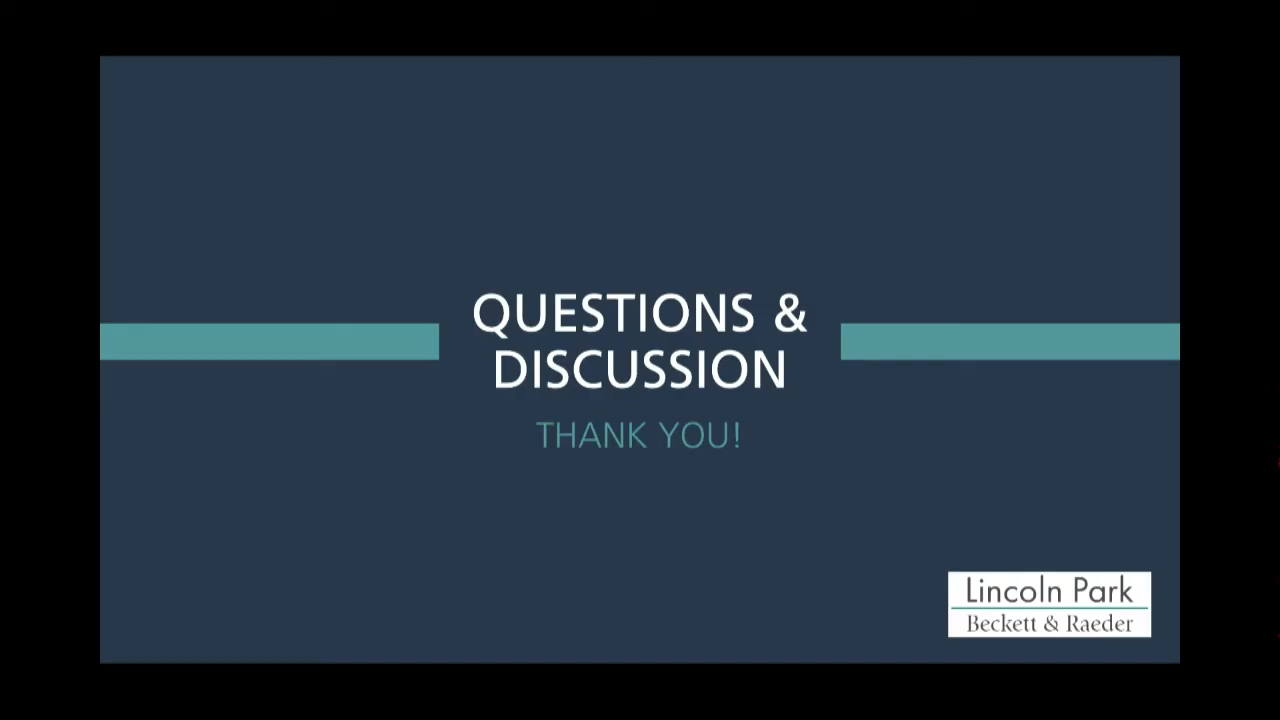 QUESTIONS &
DISCUSSION
THANK YOU!
Lincoln Park
Beckett & Raeder